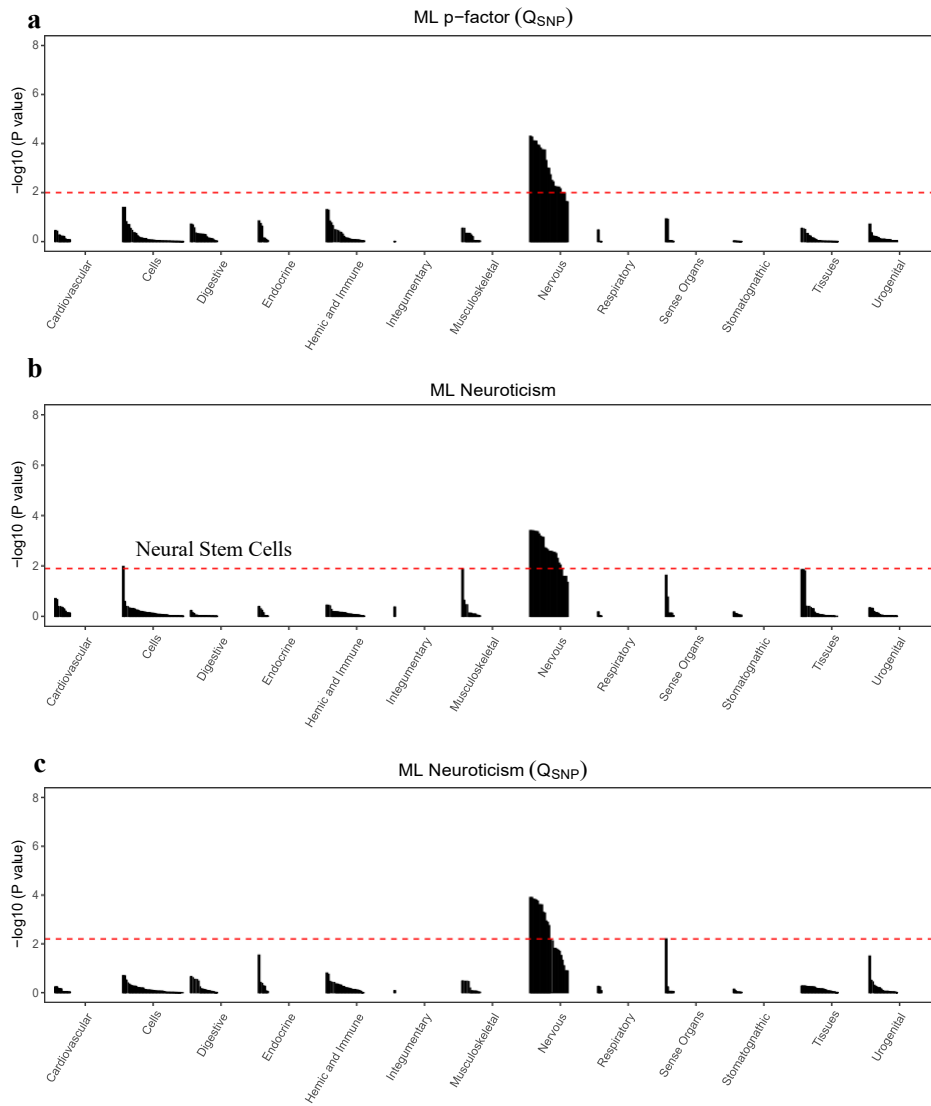 a
ML p−factor (QSNP)
−log10 (P value)
8
6
4
2
0
Cardiovascular
Cells
Digestive
Endocrine
Hemic and Immune
Integumentary
Musculoskeletal
Nervous
Respiratory
Sense Organs
Stomatognathic
Tissues
Urogenital
b
ML Neuroticism
−log10 (P value)
8
6
4
2
0
Neural Stem Cells
Cardiovascular
Cells
Digestive
Endocrine
Hemic and Immune
Integumentary
Musculoskeletal
Nervous
Respiratory
Sense Organs
Stomatognathic
Tissues
Urogenital
c
ML Neuroticism (QSNP)
−log10 (P value)
8
6
4
2
0
Cardiovascular
Cells
Digestive
Endocrine
Hemic and Immune
Integumentary
Musculoskeletal
Nervous
Respiratory
Sense Organs
Stomatognathic
Tissues
Urogenital